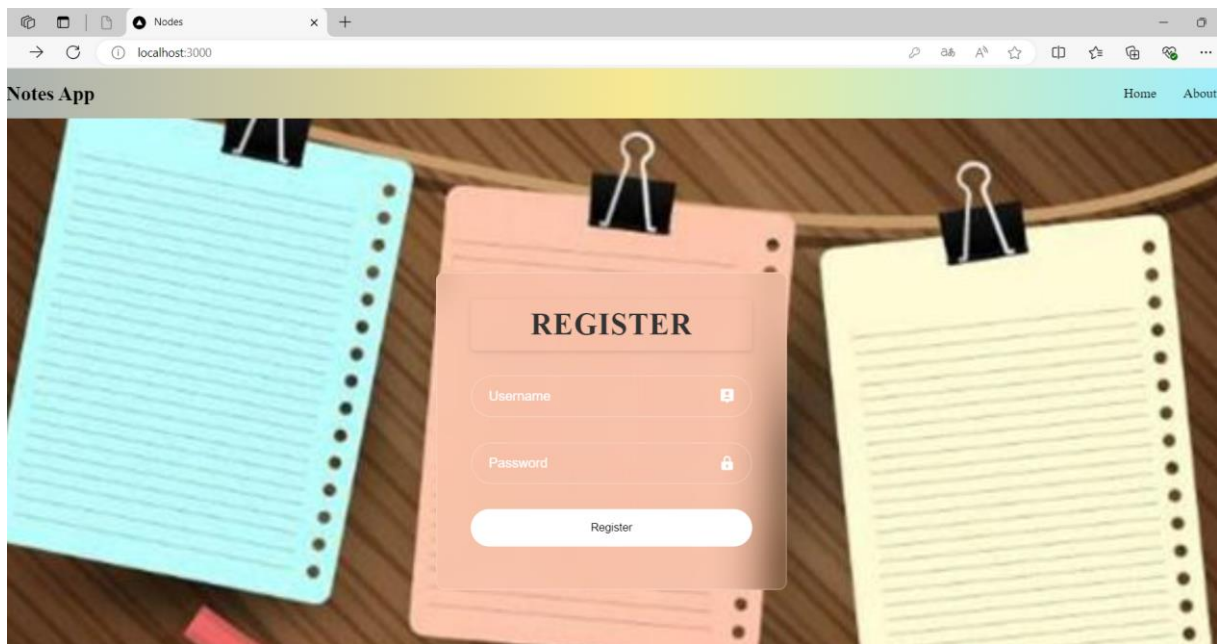 Nodes
localhost:3000
Notes App
Home About
REGISTER
Username
Password
Register